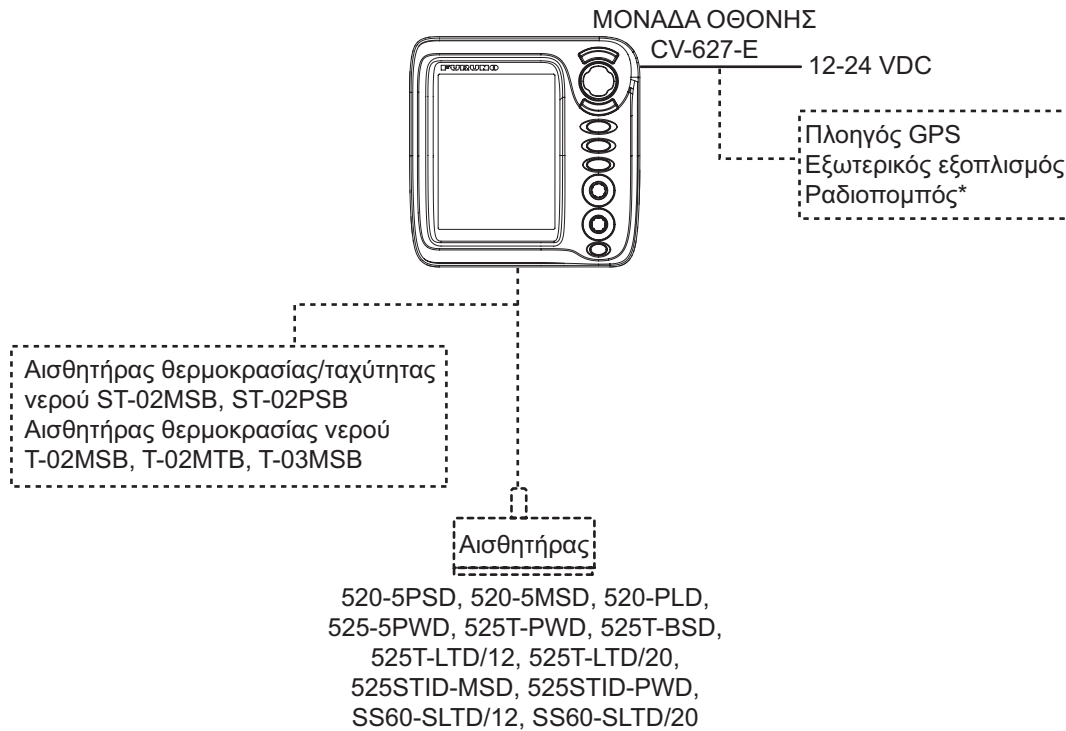 ΜΟΝΑΔΑ ΟΘΟΝΗΣ
CV-627-E
FURUNO
12-24 VDC
Πλοηγός GPS
Εξωτερικός εξοπλισμός
Ραδιοπομπός*
Αισθητήρας θερμοκρασίας/ταχύτητας
νερού ST-02MSB, ST-02PSB
Αισθητήρας θερμοκρασίας νερού
T-02MSB, T-02MTB, T-03MSB
Αισθητήρας
520-5PSD, 520-5MSD, 520-PLD,
525-5PWD, 525T-PWD, 525T-BSD,
525T-LTD/12, 525T-LTD/20,
525STID-MSD, 525STID-PWD,
SS60-SLTD/12, SS60-SLTD/20